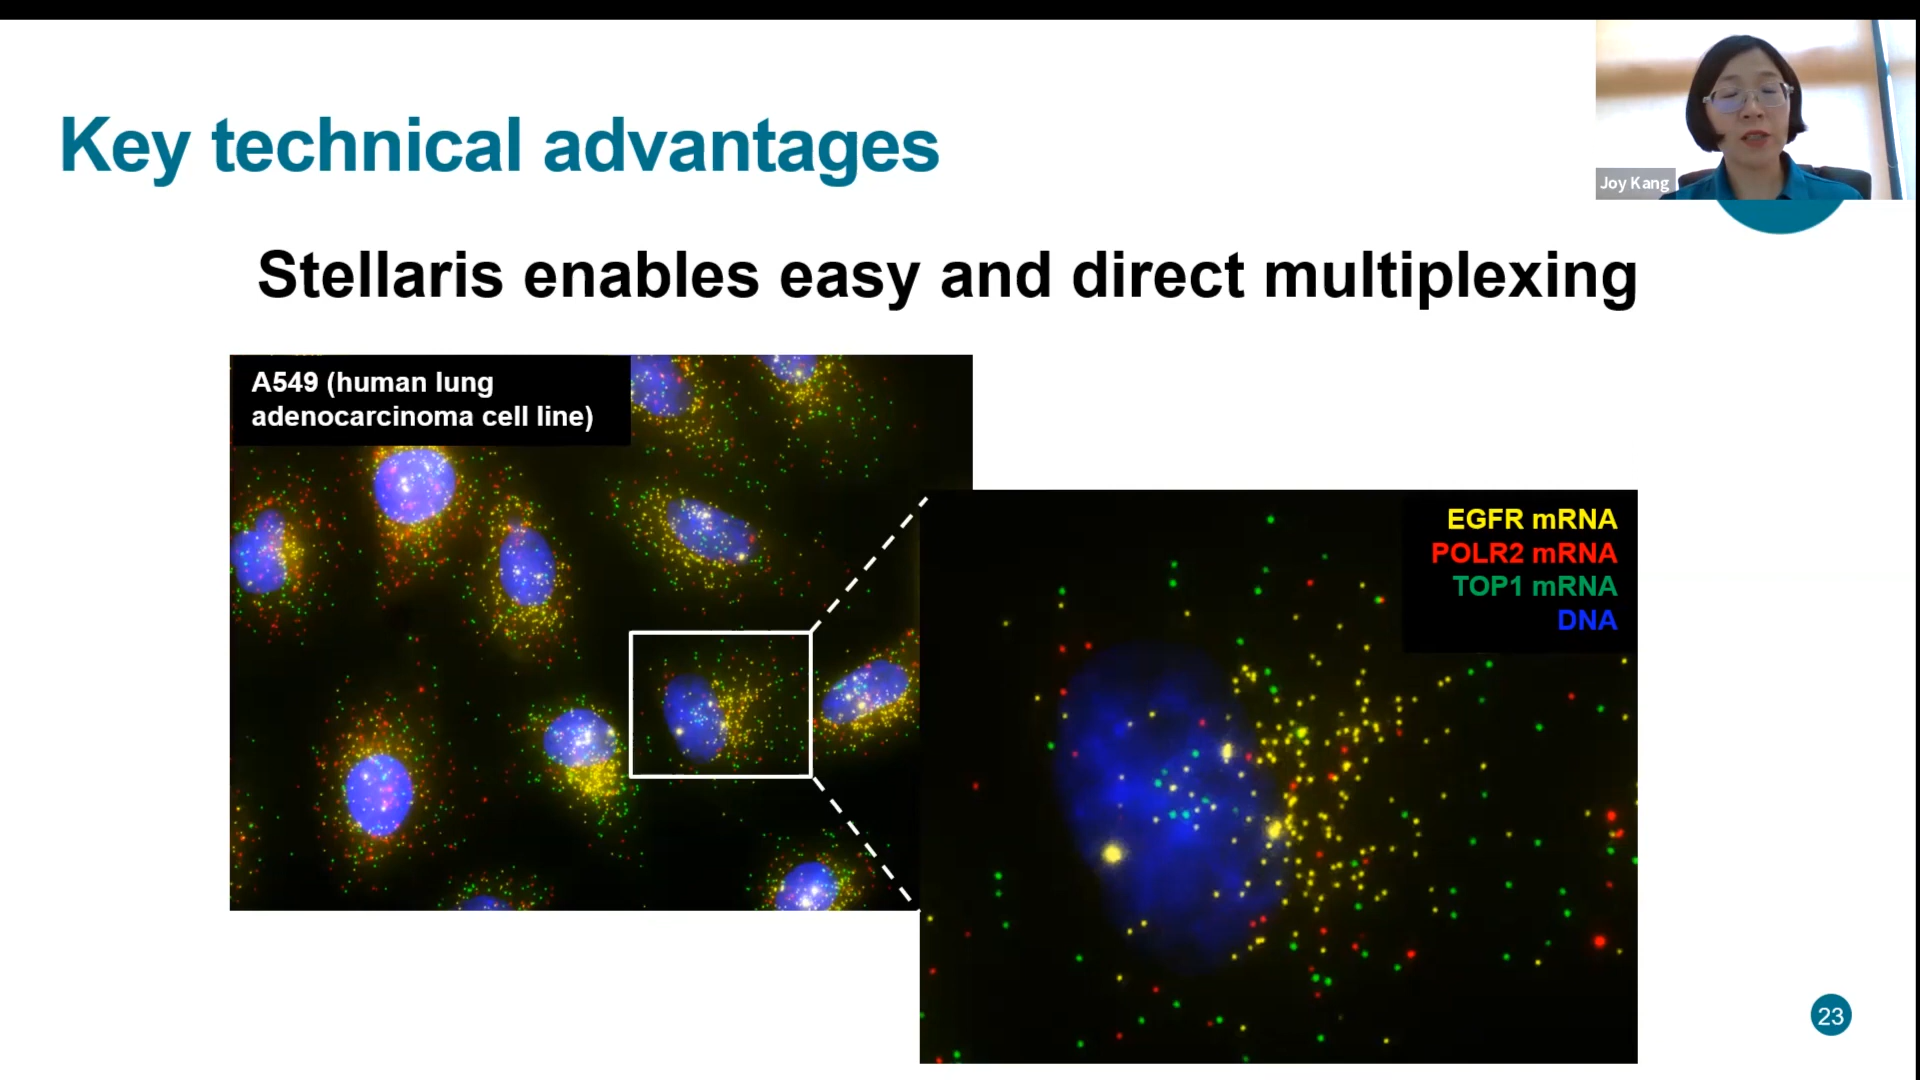 Key technical advantages
Joy Kang
Stellaris enables easy and direct multiplexing
A549 (human lung
adenocarcinoma cell line)
EGFR mRNA
POLR2 mRNA
TOP1 mRNA
DNA
23